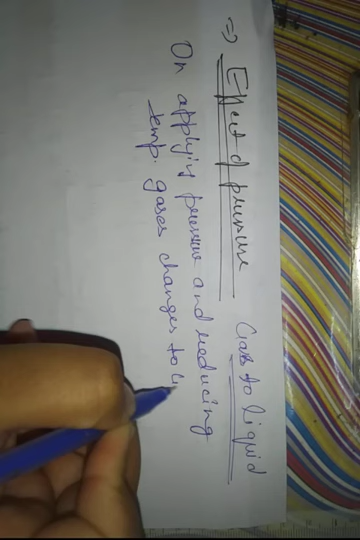 ⇒ Effect of pressure Gas to liquid
On applying pressure and reducing
temp. gases changes to